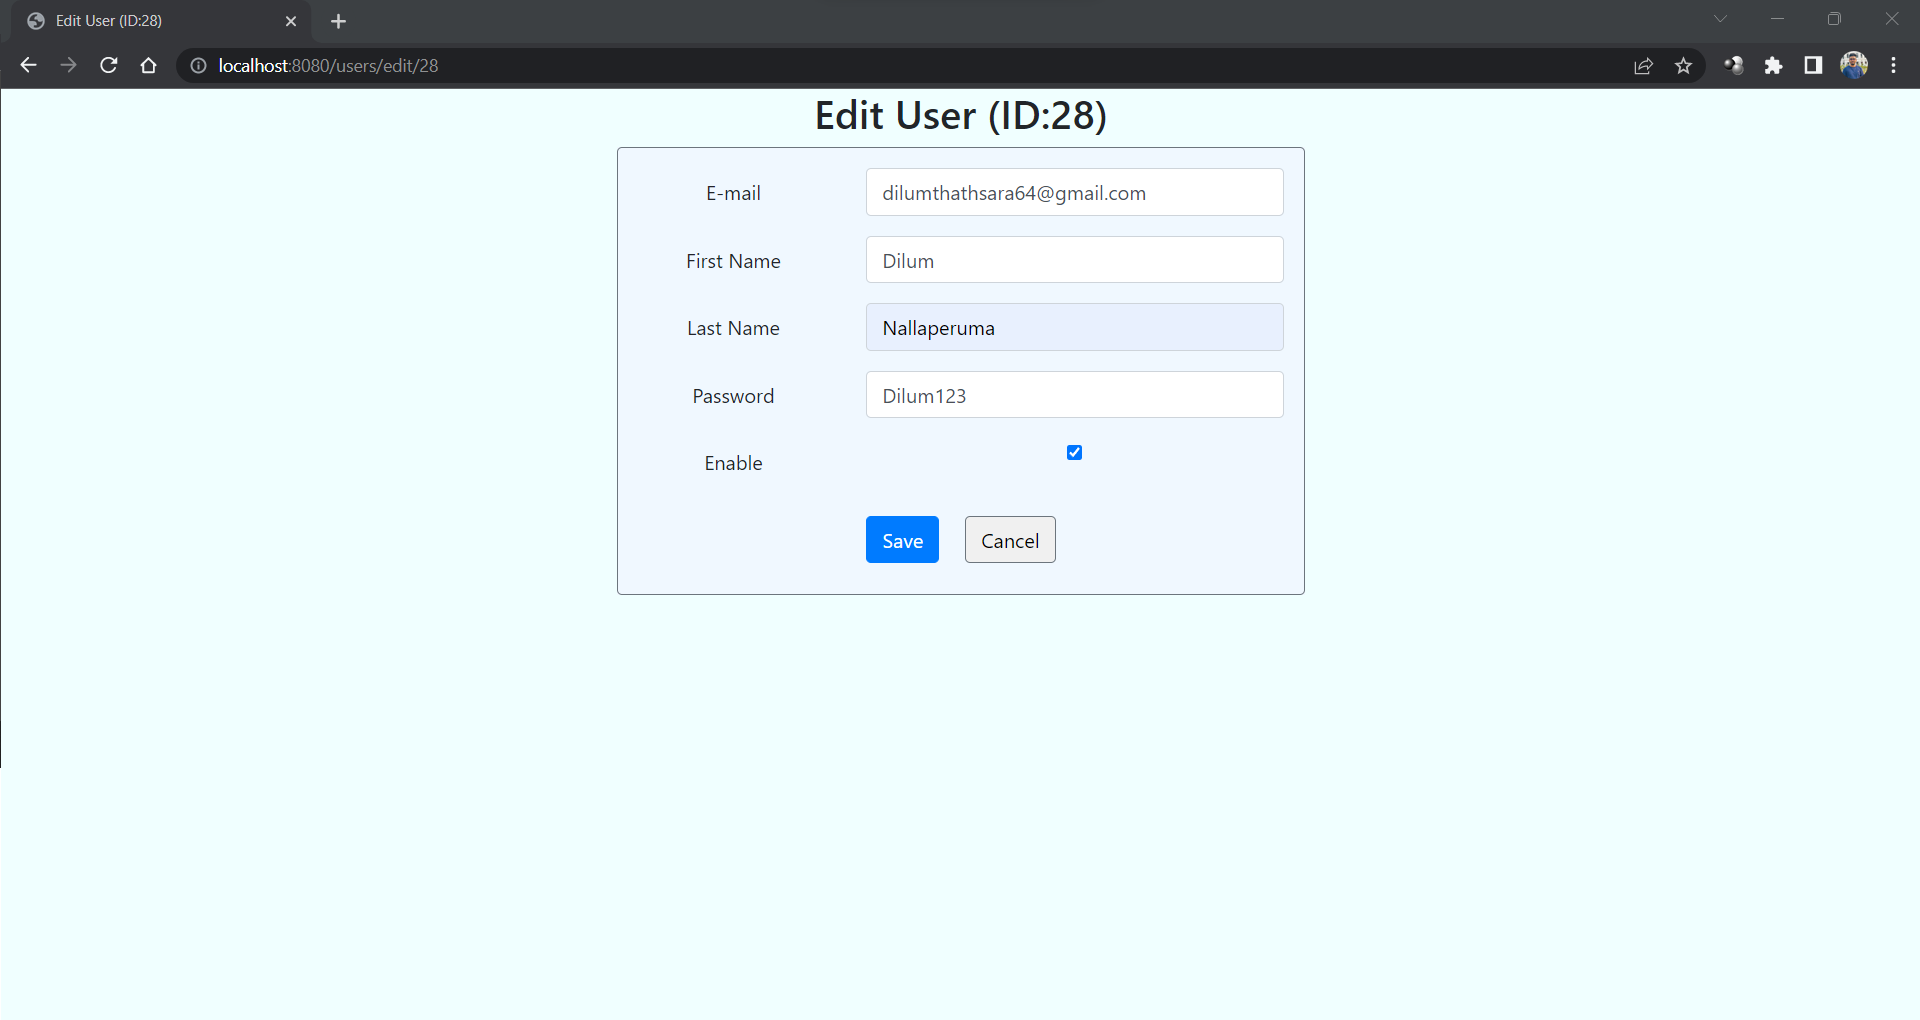 Edit User (ID:28)
localhost:8080/users/edit/28
Edit User (ID:28)
E-mail dilumthathsara64@gmail.com
First Name Dilum
Last Name Nallaperuma
Password Dilum123
Enable
Save Cancel